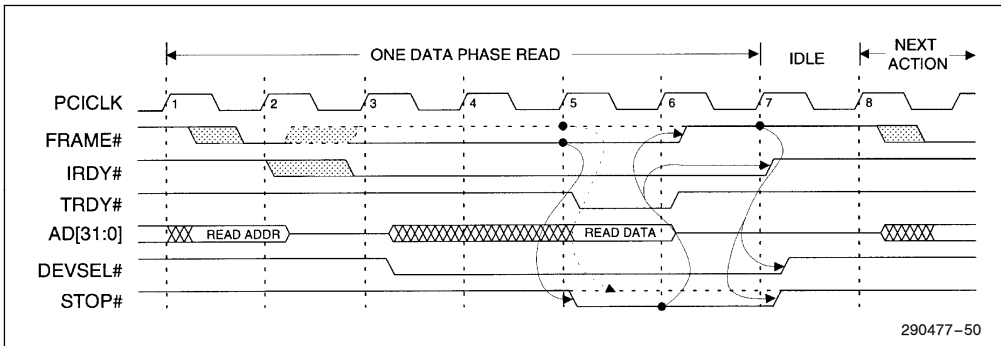 ONE DATA PHASE READ
IDLE
NEXT
ACTION
PCICLK
1 2 3 4 5 6 7 8
FRAME#
IRDY#
TRDY#
AD[31:0]
READ ADDR
READ DATA
DEVSEL#
STOP#
290477-50